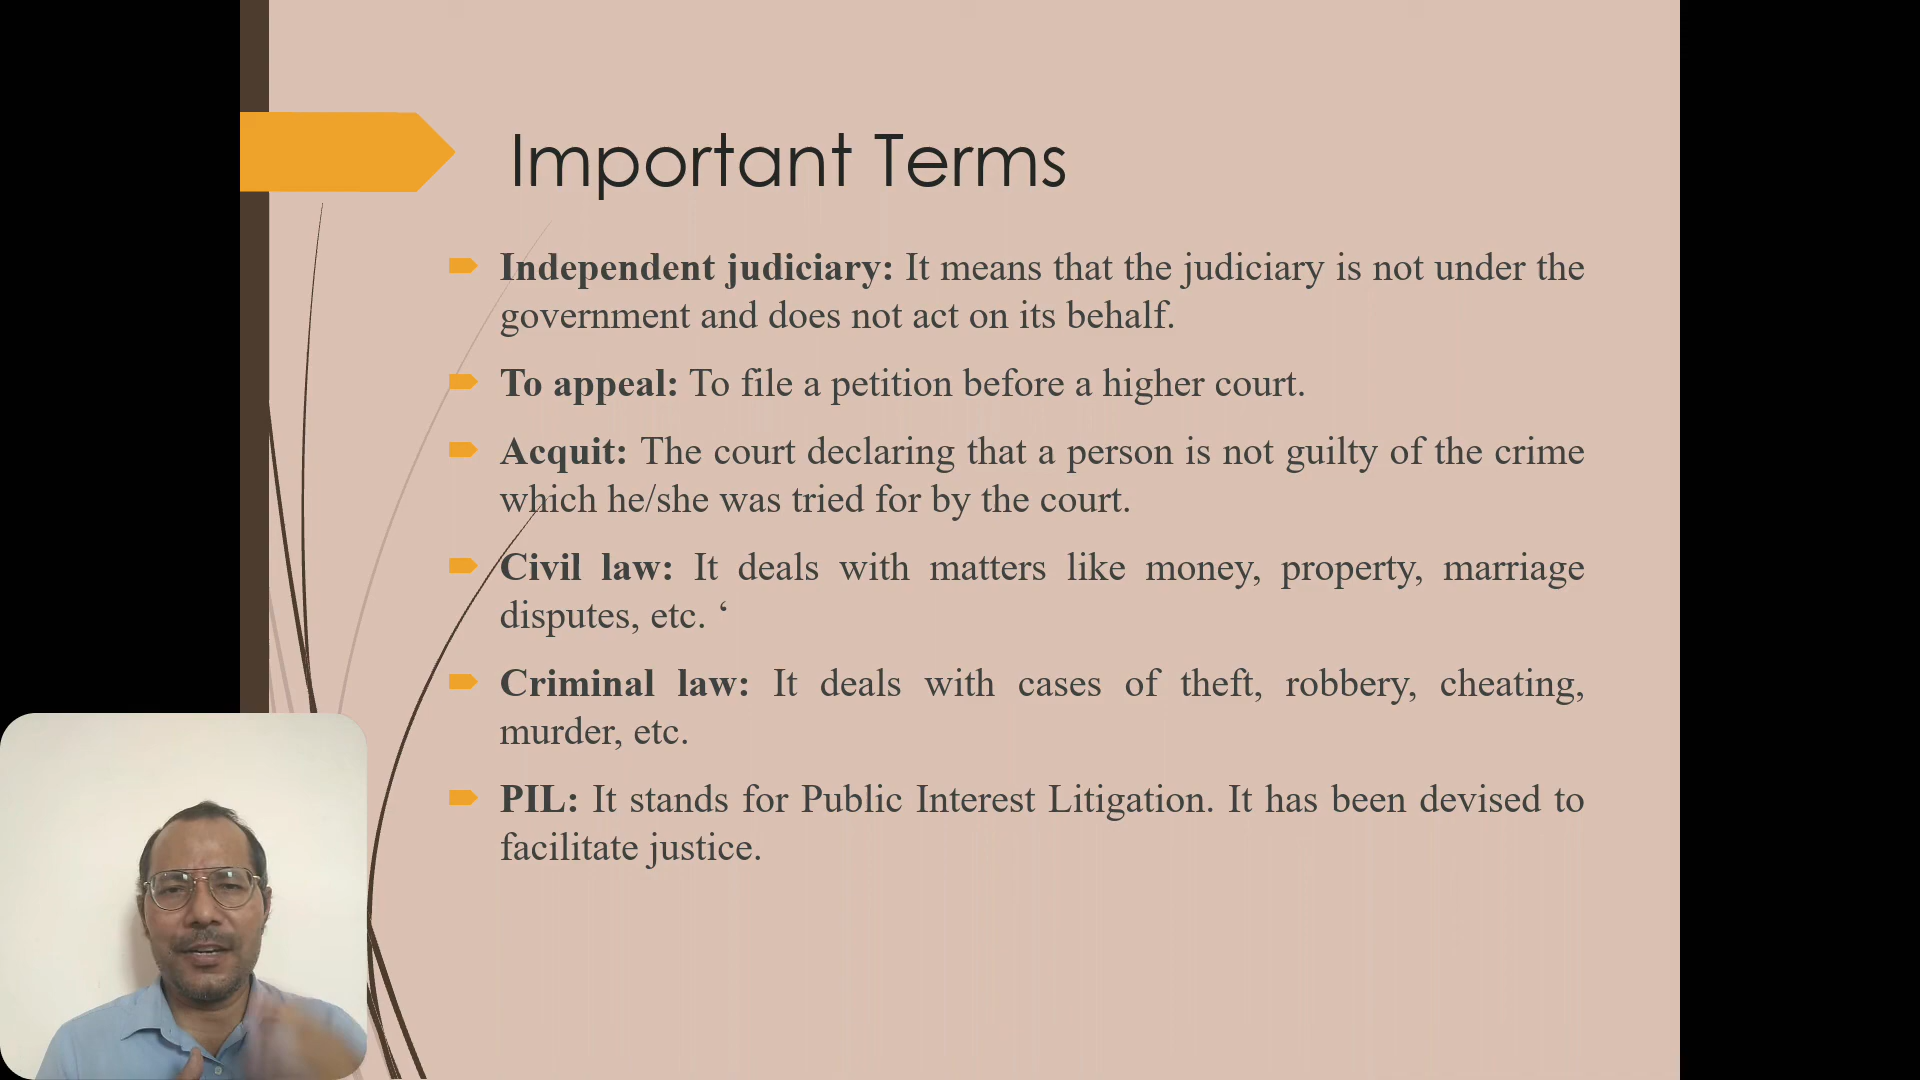 Important Terms
Independent judiciary: It means that the judiciary is not under the
government and does not act on its behalf.
To appeal: To file a petition before a higher court.
Acquit: The court declaring that a person is not guilty of the crime
which he/she was tried for by the court.
Civil law: It deals with matters like money, property, marriage
disputes, etc. ‘
Criminal law: It deals with cases of theft, robbery, cheating,
murder, etc.
PIL: It stands for Public Interest Litigation. It has been devised to
facilitate justice.